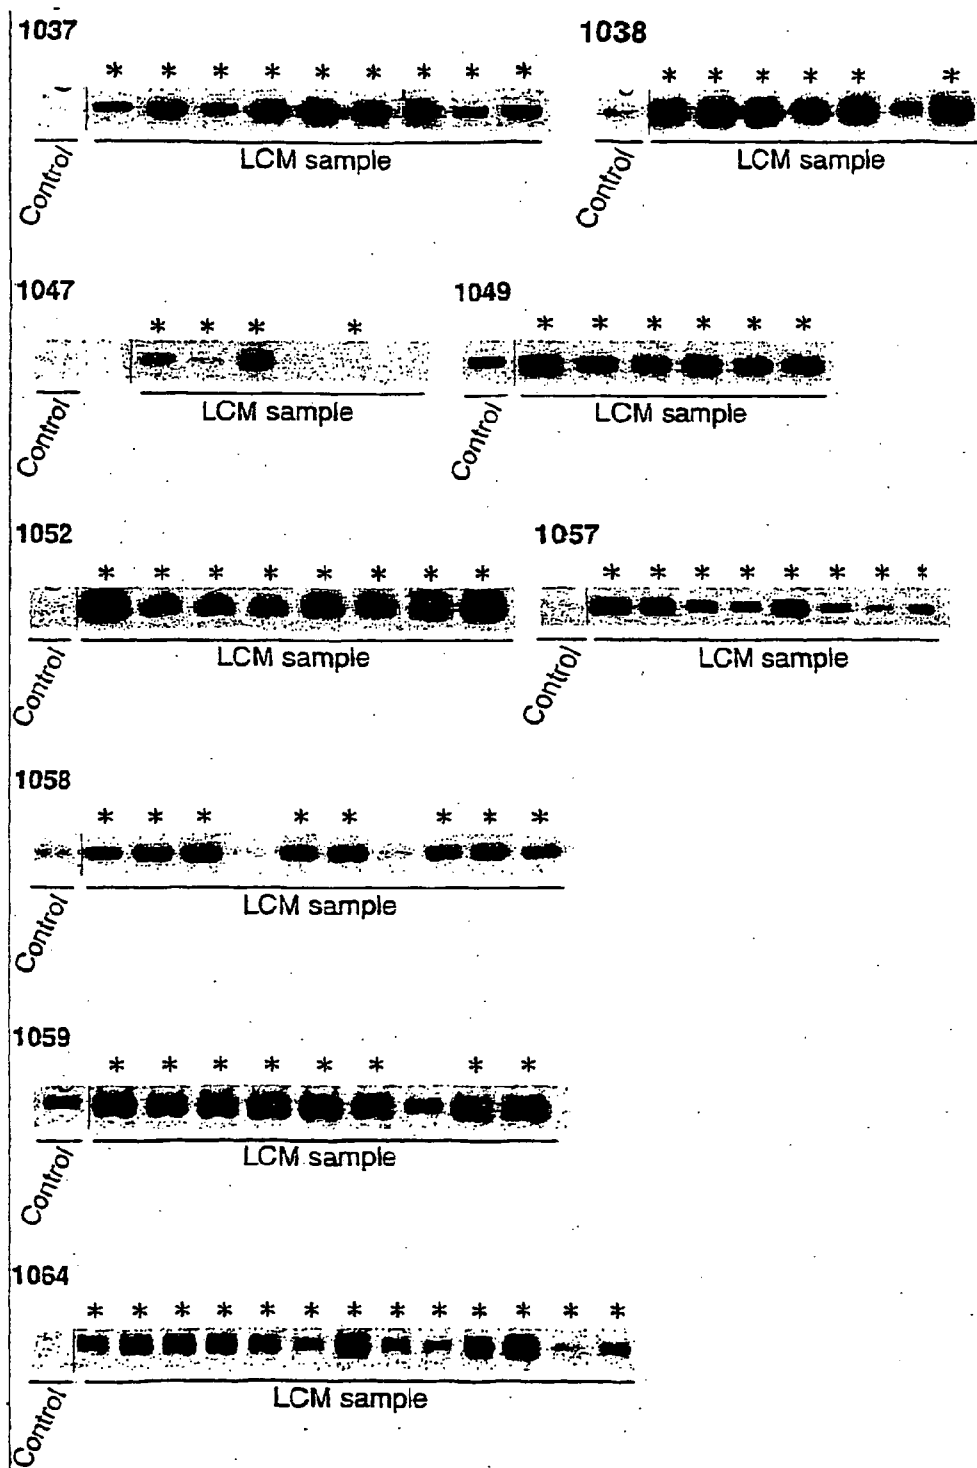 1037 1038
* * * * * * * * * * * * * * *
Control LCM sample Control LCM sample
1047 1049
* * * * * * * * * *
Control LCM sample Control LCM sample
1052 1057
* * * * * * * * * * * * * * * *
Control LCM sample Control LCM sample
1058
* * * * * * * *
Control LCM sample
1059
* * * * * * * *
Control LCM sample
1064
* * * * * * * * * * * * *
Control LCM sample